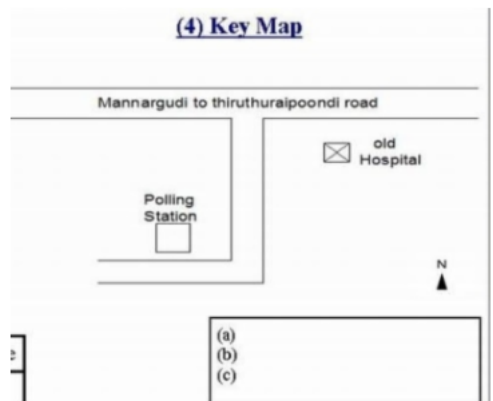 (4) Key Map
Mannargudi to thiruthuraipoondi road
old
Hospital
Polling
Station
N
(a)
(b)
(c)
e